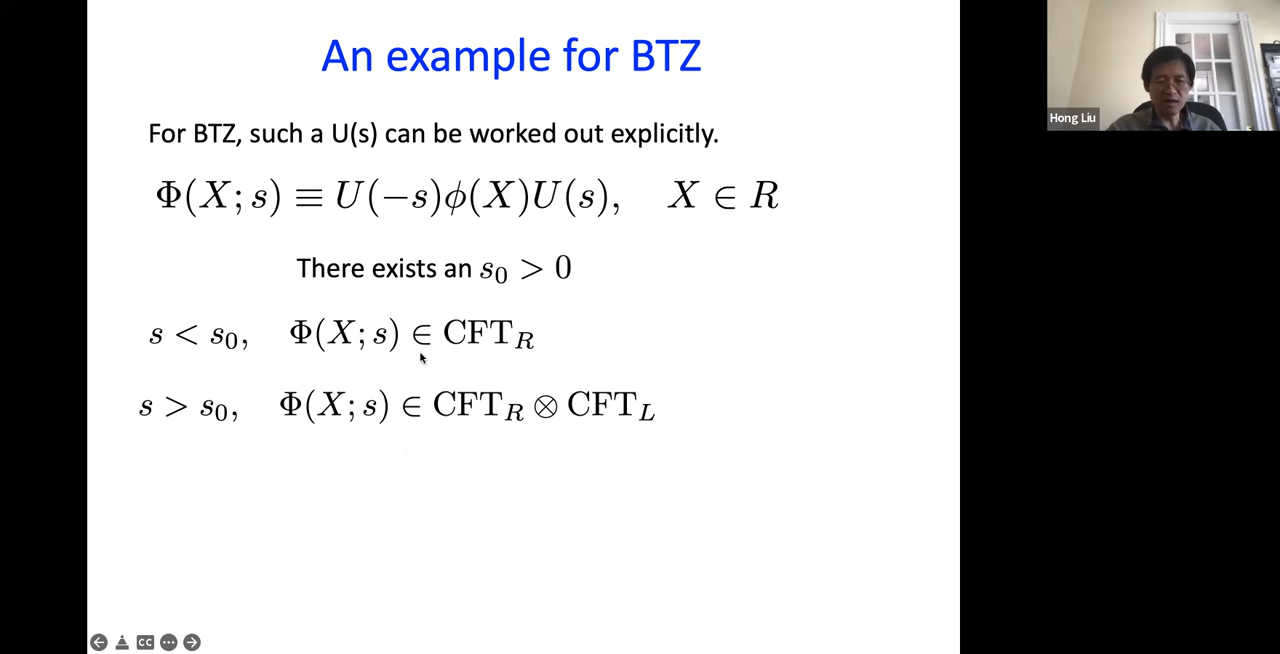 An example for BTZ
For BTZ, such a U(s) can be worked out explicitly.
Φ(X; s) ≡ U(−s)ϕ(X)U(s), X ∈ R
There exists an s₀ > 0
s < s₀, Φ(X; s) ∈ CFT_R
s > s₀, Φ(X; s) ∈ CFT_R ⊗ CFT_L
Hong Liu
CC